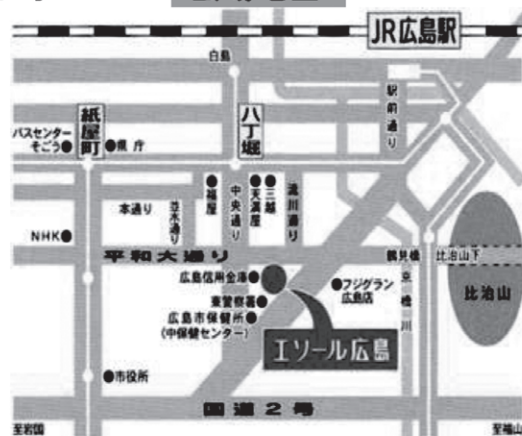 JR広島駅
白島
駅前通り
紙屋町
八丁堀
バスセンター
そごう
県庁
福屋
中央通り
天満屋
三越
流川通り
本通り
並木通り
NHK
平和大通り
鶴見橋
比治山下
広島信用金庫
フジグラン
広島店
京橋川
比治山
東警察署
広島市保健所
(中保健センター)
エソール広島
市役所
国道2号
至岩国
至福山